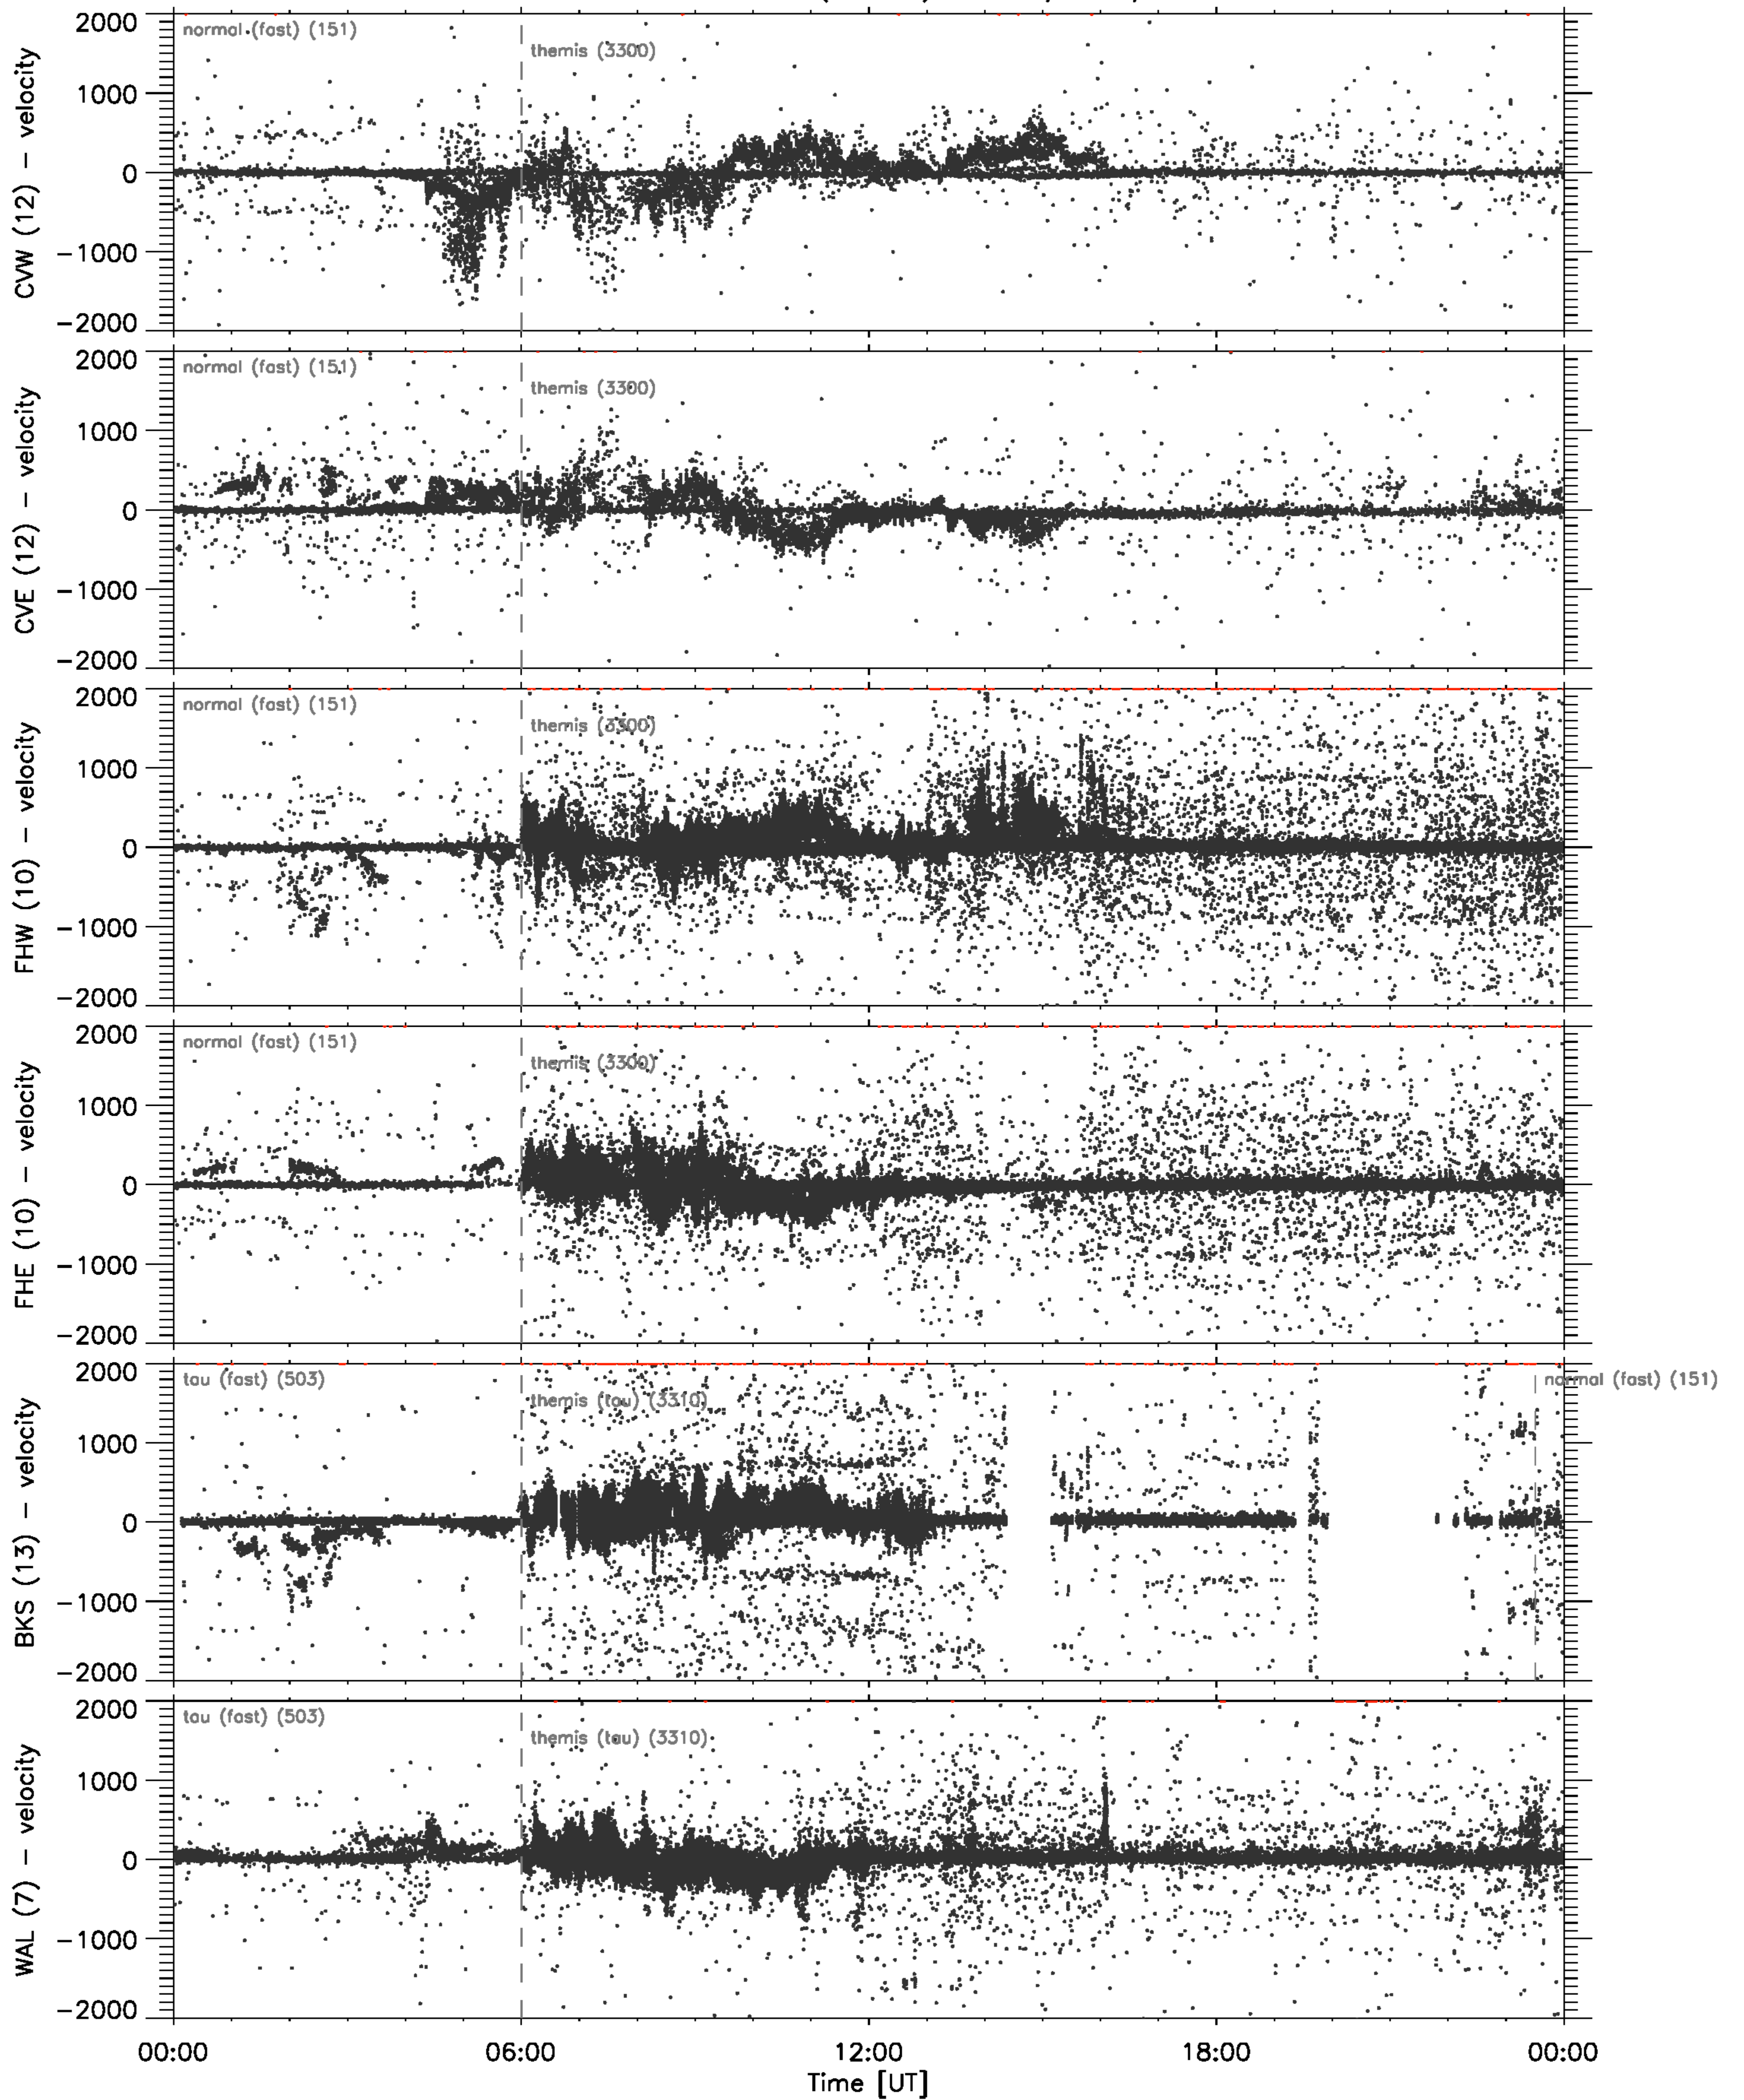 2000
normal (fast) (151)
themis (3300)
1000
0
−1000
−2000
CVW (12) − velocity
2000
normal (fast) (151)
themis (3300)
1000
0
−1000
−2000
CVE (12) − velocity
2000
normal (fast) (151)
themis (3300)
1000
0
−1000
−2000
FHW (10) − velocity
2000
normal (fast) (151)
themis (3300)
1000
0
−1000
−2000
FHE (10) − velocity
2000
tau (fast) (503)
themis (tau) (3310)
normal (fast) (151)
1000
0
−1000
−2000
BKS (13) − velocity
2000
tau (fast) (503)
themis (tau) (3310)
1000
0
−1000
−2000
WAL (7) − velocity
00:00 06:00 12:00 18:00 00:00
Time [UT]